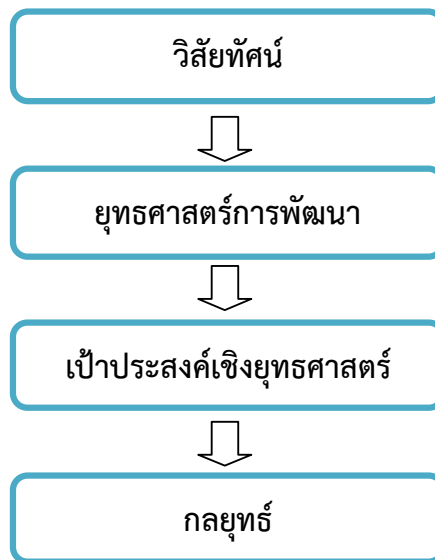 วิสัยทัศน์
ยุทธศาสตร์การพัฒนา
เป้าประสงค์เชิงยุทธศาสตร์
กลยุทธ์